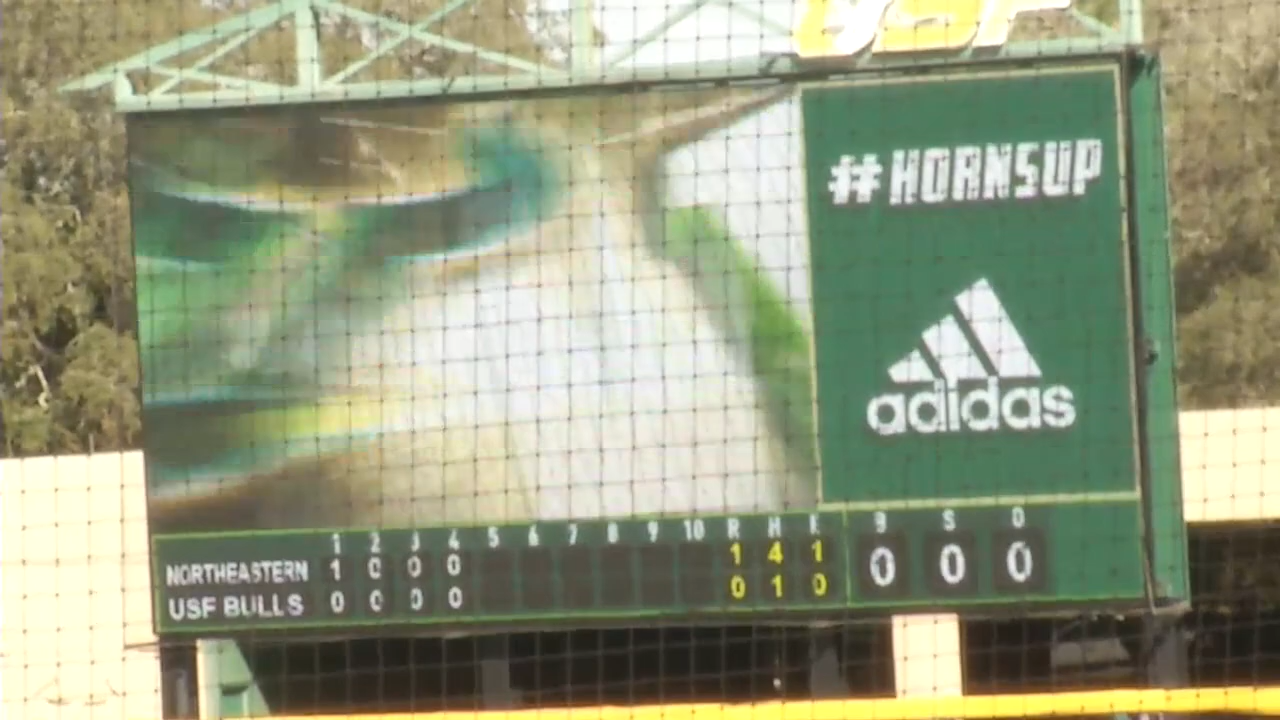 USF
#HORNSUP
adidas
1 2 3 4 5 6 7 8 9 10 R H E B S O
NORTHEASTERN 1 0 0 0 1 4 1 0 0 0
USF BULLS 0 0 0 0 0 1 0